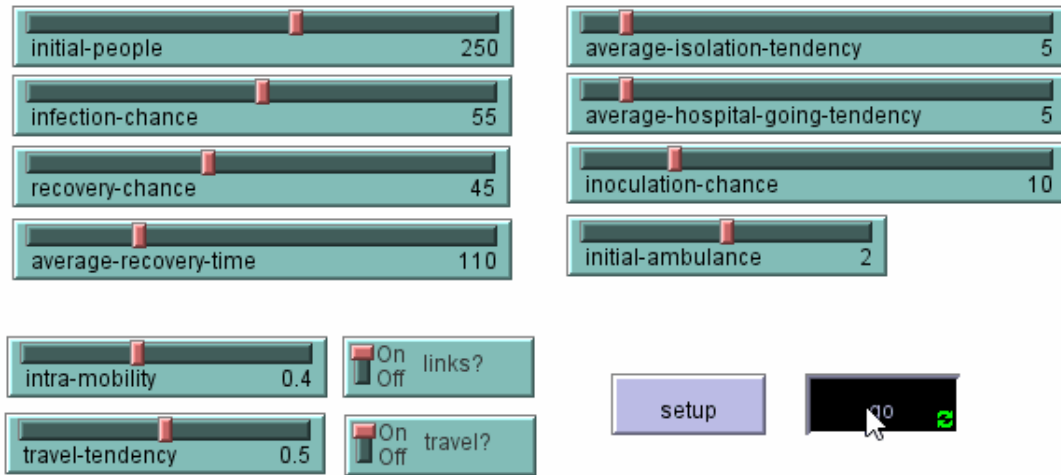 initial-people 250
average-isolation-tendency 5
infection-chance 55
average-hospital-going-tendency 5
recovery-chance 45
inoculation-chance 10
average-recovery-time 110
initial-ambulance 2
intra-mobility 0.4
On
Off
links?
setup
go
travel-tendency 0.5
On
Off
travel?